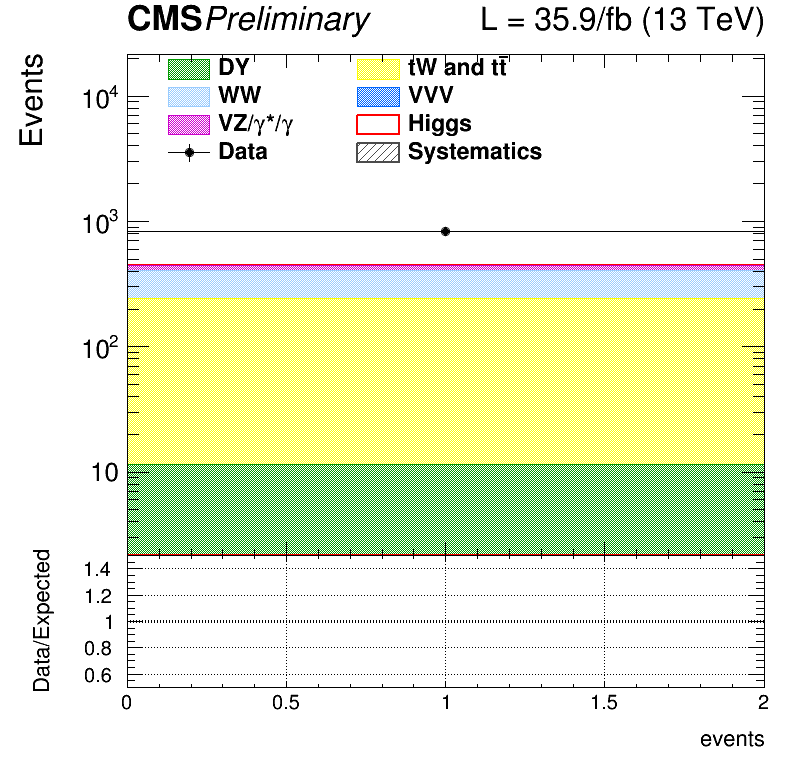 CMS Preliminary L = 35.9/fb (13 TeV)
Events
DY tW and tt̄
WW VVV
VZ/γ*/γ Higgs
Data Systematics
10⁴
10³
10²
10
Data/Expected
1.4
1.2
1
0.8
0.6
0 0.5 1 1.5 2
events